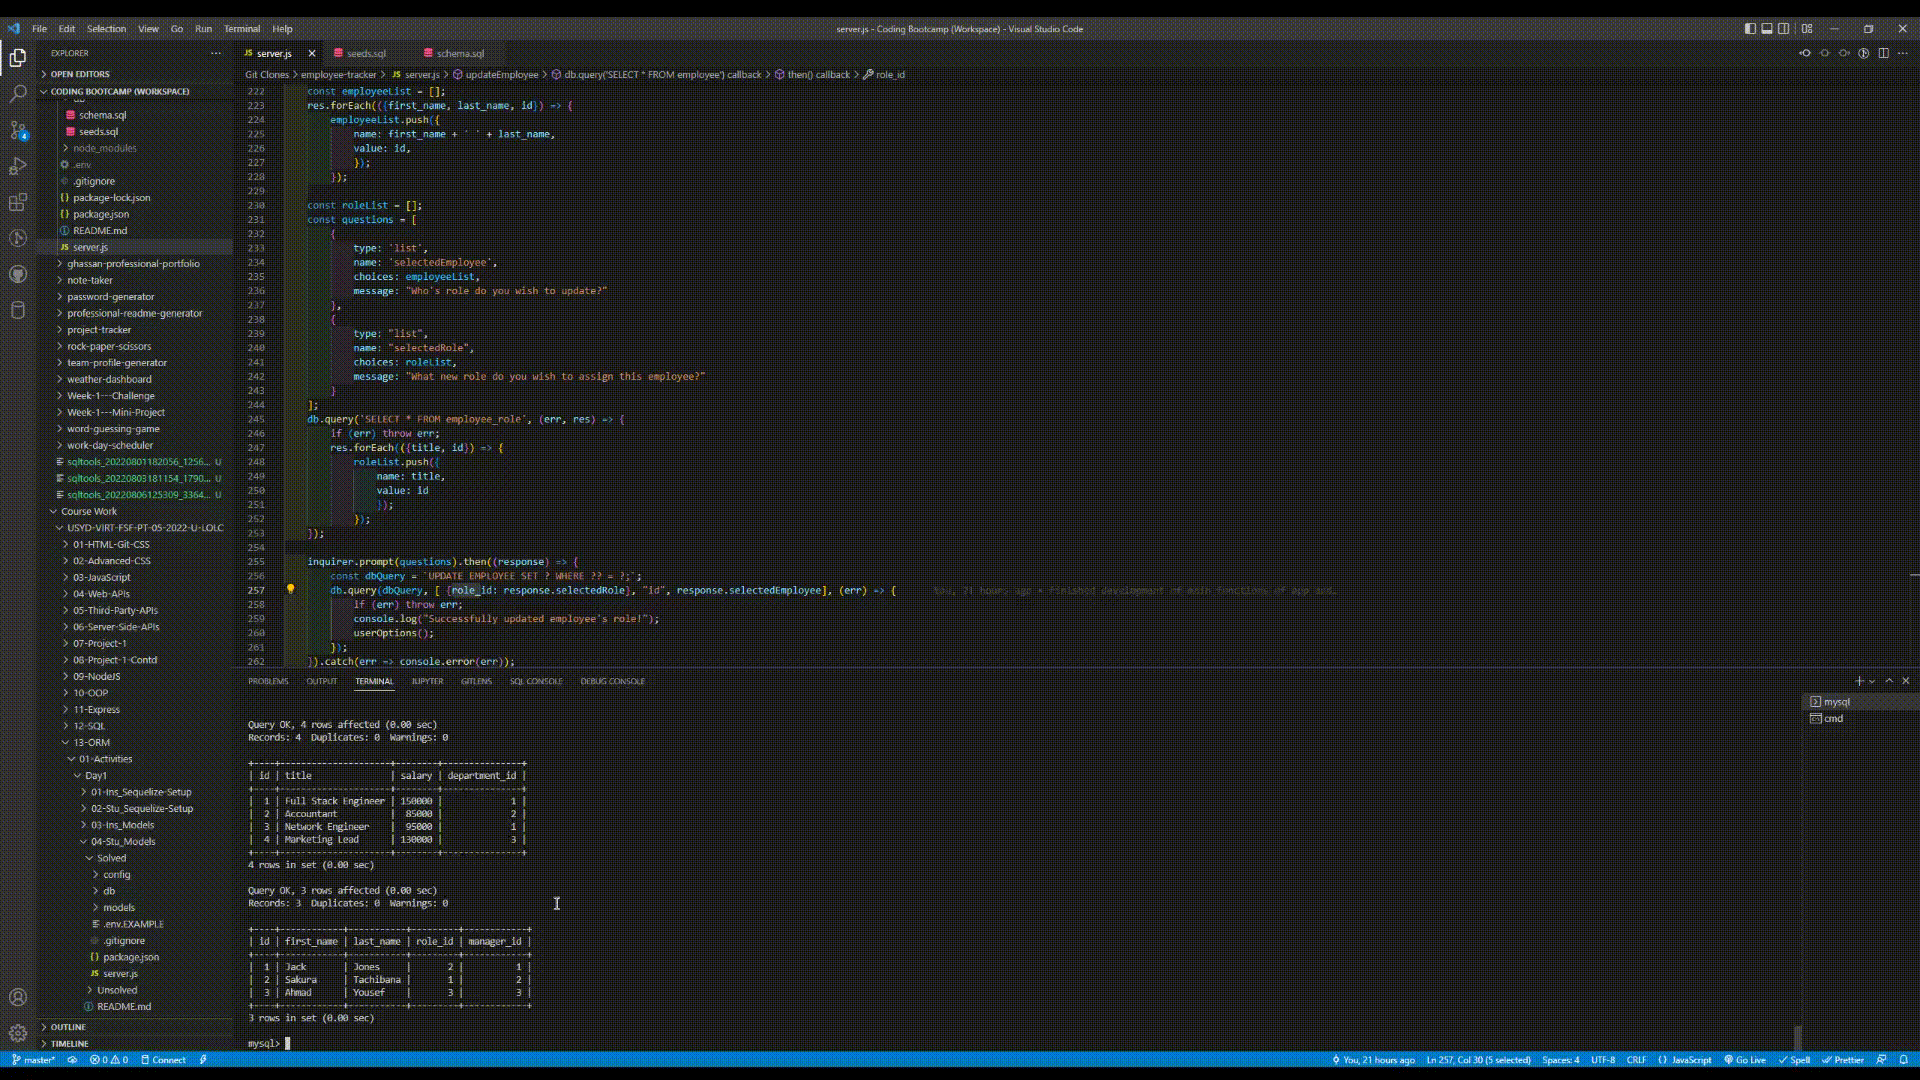 File Edit Selection View Go Run Terminal Help
server.js - Coding Bootcamp (Workspace) - Visual Studio Code
EXPLORER
OPEN EDITORS
CODING BOOTCAMP (WORKSPACE)
db
schema.sql
seeds.sql
node_modules
.env
.gitignore
package-lock.json
package.json
README.md
JS server.js
ghassan-professional-portfolio
note-taker
password-generator
professional-readme-generator
project-tracker
rock-paper-scissors
team-profile-generator
weather-dashboard
Week-1---Challenge
Week-1---Mini-Project
word-guessing-game
work-day-scheduler
sqltools_20220801182056_1256... U
sqltools_20220803181154_1790... U
sqltools_20220806125309_3364... U
Course Work
USYD-VIRT-FSF-PT-05-2022-U-LOLC
01-HTML-Git-CSS
02-Advanced-CSS
03-JavaScript
04-Web-APIs
05-Third-Party-APIs
06-Server-Side-APIs
07-Project-1
08-Project-1-Contd
09-NodeJS
10-OOP
11-Express
12-SQL
13-ORM
01-Activities
Day1
01-Ins_Sequelize-Setup
02-Stu_Sequelize-Setup
03-Ins_Models
04-Stu_Models
Solved
config
db
models
.env.EXAMPLE
.gitignore
package.json
JS server.js
Unsolved
README.md
OUTLINE
TIMELINE
JS server.js
seeds.sql
schema.sql
Git Clones > employee-tracker > JS server.js > updateEmployee > db.query('SELECT * FROM employee') callback > then() callback > role_id
222 const employeeList = [];
223 res.forEach(({first_name, last_name, id}) => {
224 employeeList.push({
225 name: first_name + ' ' + last_name,
226 value: id,
227 });
228 });
229
230 const roleList = [];
231 const questions = [
232 {
233 type: 'list',
234 name: 'selectedEmployee',
235 choices: employeeList,
236 message: "Who's role do you wish to update?"
237 },
238 {
239 type: "list",
240 name: "selectedRole",
241 choices: roleList,
242 message: "What new role do you wish to assign this employee?"
243 }
244 ];
245 db.query('SELECT * FROM employee_role', (err, res) => {
246 if (err) throw err;
247 res.forEach(({title, id}) => {
248 roleList.push({
249 name: title,
250 value: id
251 });
252 });
253 });
254
255 inquirer.prompt(questions).then((response) => {
256 const dbQuery = `UPDATE EMPLOYEE SET ? WHERE ?? = ?;`;
257 db.query(dbQuery, [ {role_id: response.selectedRole}, "id", response.selectedEmployee], (err) => { You, 21 hours ago • Finished development of main functions of app and…
258 if (err) throw err;
259 console.log("Successfully updated employee's role!");
260 userOptions();
261 });
262 }).catch(err => console.error(err));
PROBLEMS OUTPUT TERMINAL JUPYTER GITLENS SQL CONSOLE DEBUG CONSOLE
mysql
cmd
Query OK, 4 rows affected (0.00 sec)
Records: 4 Duplicates: 0 Warnings: 0
+----+---------------------+--------+---------------+
| id | title | salary | department_id |
+----+---------------------+--------+---------------+
| 1 | Full Stack Engineer | 150000 | 1 |
| 2 | Accountant | 85000 | 2 |
| 3 | Network Engineer | 95000 | 1 |
| 4 | Marketing Lead | 130000 | 3 |
+----+---------------------+--------+---------------+
4 rows in set (0.00 sec)
Query OK, 3 rows affected (0.00 sec)
Records: 3 Duplicates: 0 Warnings: 0
+----+------------+-----------+---------+------------+
| id | first_name | last_name | role_id | manager_id |
+----+------------+-----------+---------+------------+
| 1 | Jack | Jones | 2 | 1 |
| 2 | Sakura | Tachibana | 1 | 2 |
| 3 | Ahmad | Yousef | 3 | 3 |
+----+------------+-----------+---------+------------+
3 rows in set (0.00 sec)
mysql>
master* 0 0 Connect
You, 21 hours ago Ln 257, Col 30 (5 selected) Spaces: 4 UTF-8 CRLF {} JavaScript Go Live Spell Prettier